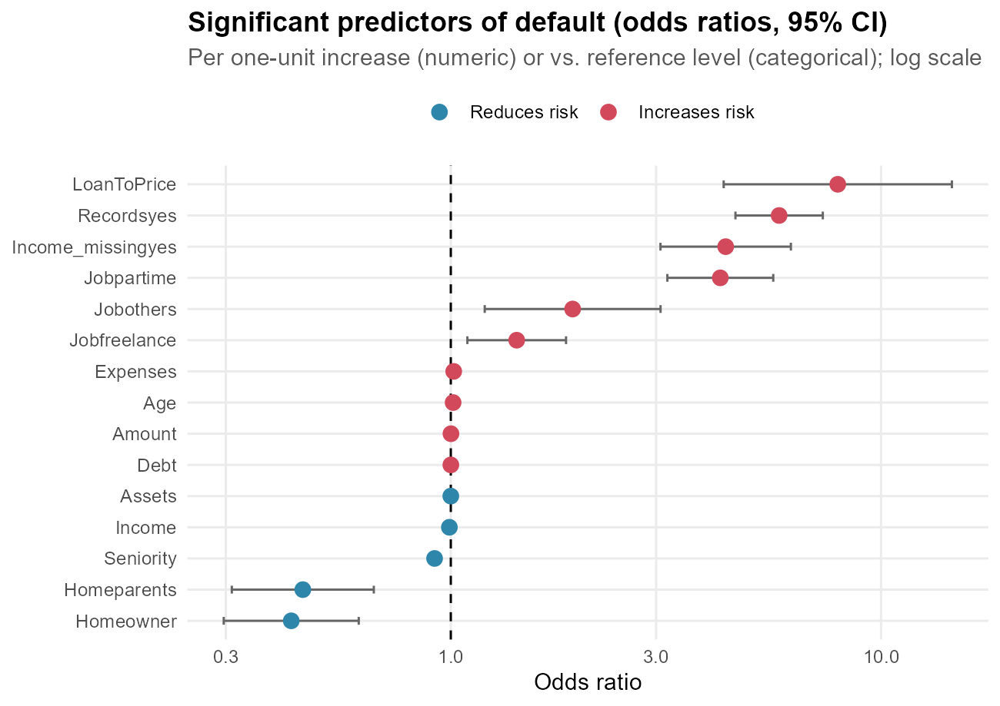 Significant predictors of default (odds ratios, 95% CI)
Per one-unit increase (numeric) or vs. reference level (categorical); log scale
Reduces risk
Increases risk
LoanToPrice
Recordsyes
Income_missingyes
Jobpartime
Jobothers
Jobfreelance
Expenses
Age
Amount
Debt
Assets
Income
Seniority
Homeparents
Homeowner
0.3
1.0
3.0
10.0
Odds ratio